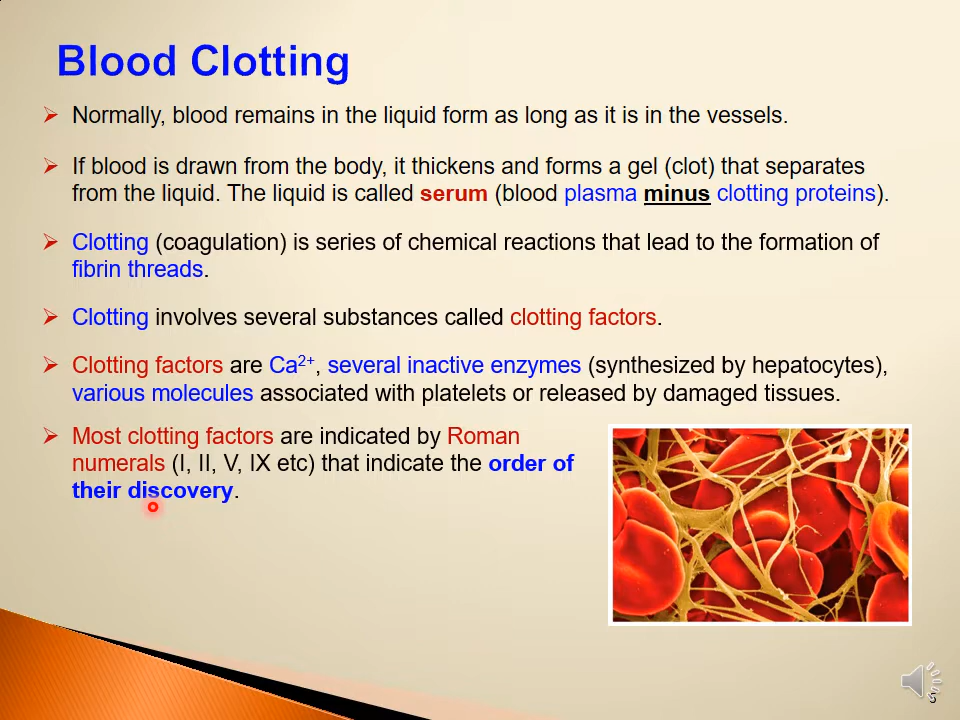 Blood Clotting
Normally, blood remains in the liquid form as long as it is in the vessels.
If blood is drawn from the body, it thickens and forms a gel (clot) that separates
from the liquid. The liquid is called serum (blood plasma minus clotting proteins).
Clotting (coagulation) is series of chemical reactions that lead to the formation of
fibrin threads.
Clotting involves several substances called clotting factors.
Clotting factors are Ca²⁺, several inactive enzymes (synthesized by hepatocytes),
various molecules associated with platelets or released by damaged tissues.
Most clotting factors are indicated by Roman
numerals (I, II, V, IX etc) that indicate the order of
their discovery.
5